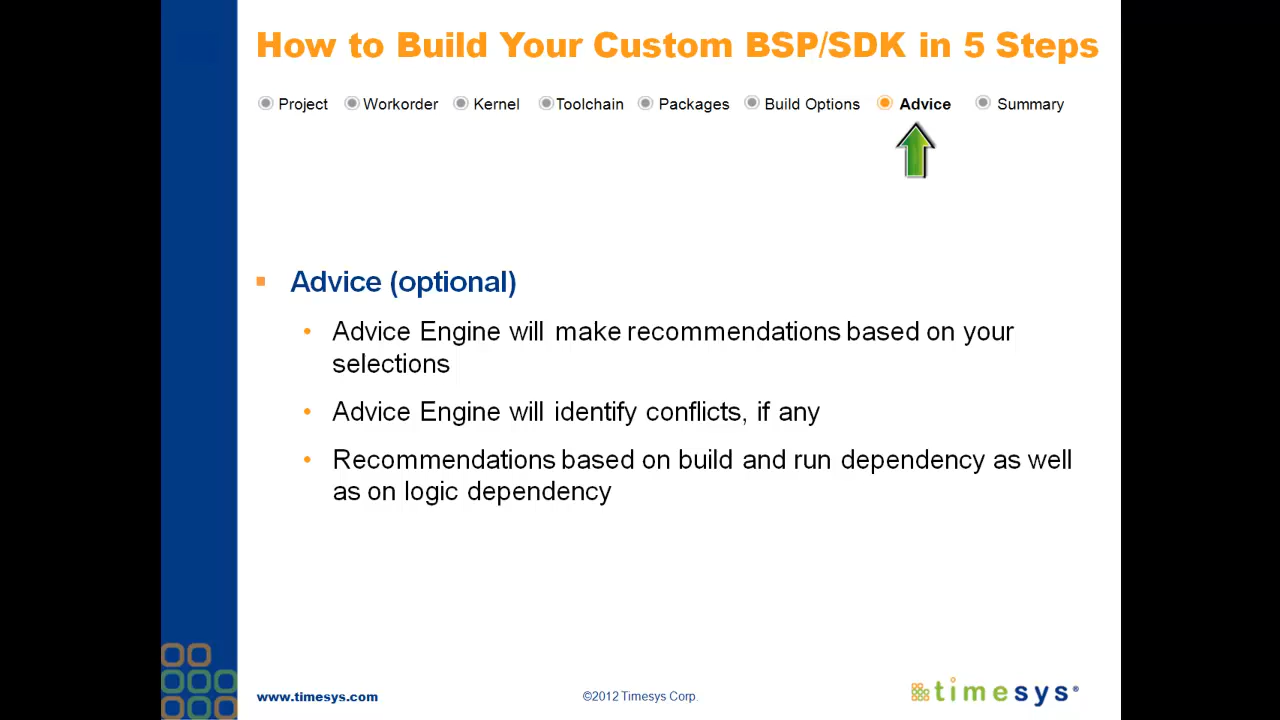 How to Build Your Custom BSP/SDK in 5 Steps
Project Workorder Kernel Toolchain Packages Build Options Advice Summary
Advice (optional)
Advice Engine will make recommendations based on your
selections
Advice Engine will identify conflicts, if any
Recommendations based on build and run dependency as well
as on logic dependency
www.timesys.com ©2012 Timesys Corp. timesys®